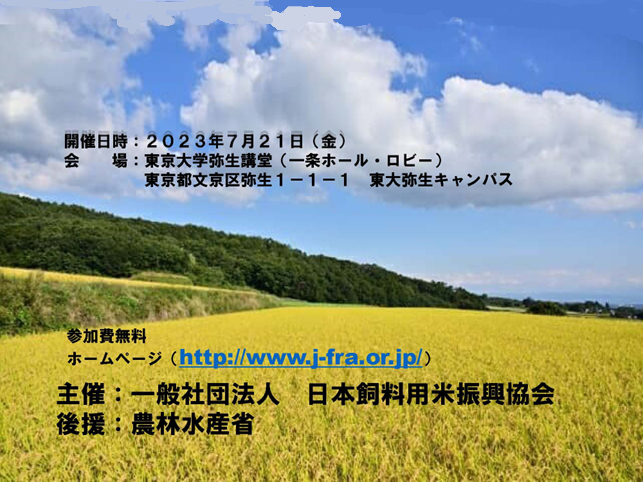 開催日時：２０２３年７月２１日（金）
会　　場：東京大学弥生講堂（一条ホール・ロビー）
東京都文京区弥生１－１－１　東大弥生キャンパス
参加費無料
ホームページ（http://www.j-fra.or.jp/）
主催：一般社団法人　日本飼料用米振興協会
後援：農林水産省